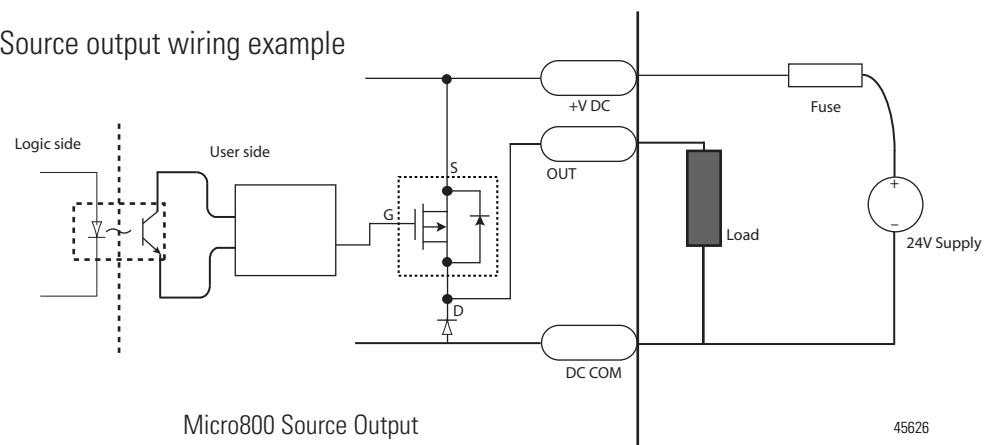 Source output wiring example
+V DC
Fuse
Logic side
User side
OUT
S
G
+
–
Load
24V Supply
D
DC COM
Micro800 Source Output
45626